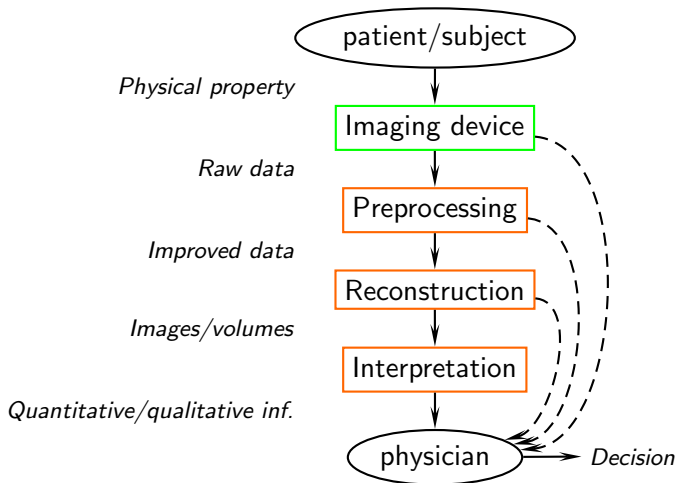 patient/subject
Physical property
Imaging device
Raw data
Preprocessing
Improved data
Reconstruction
Images/volumes
Interpretation
Quantitative/qualitative inf.
physician
Decision